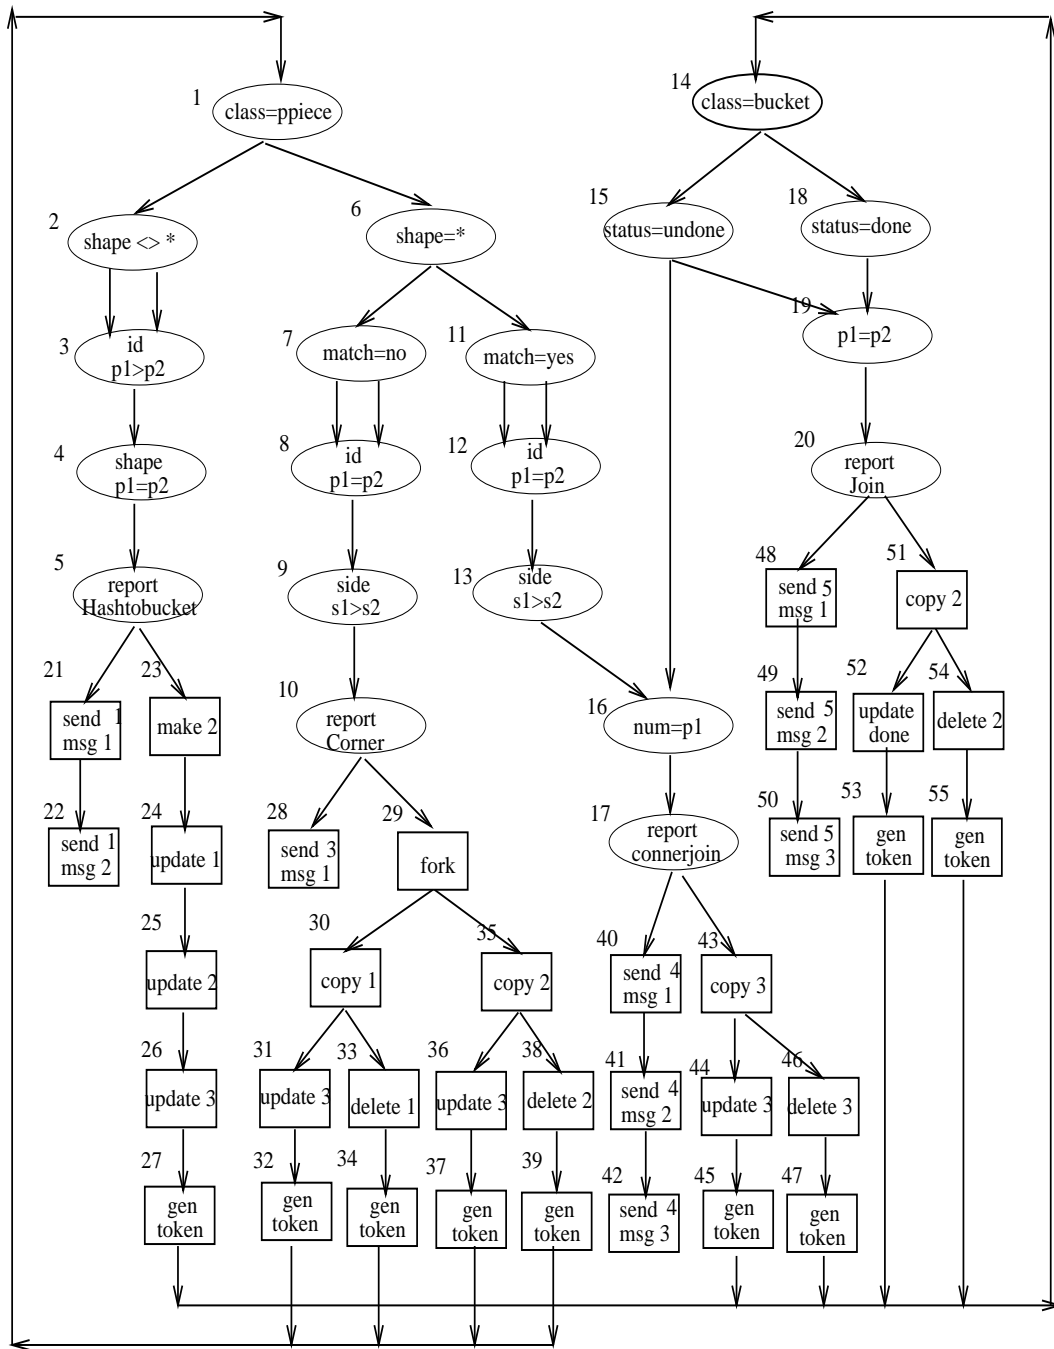 1
class=ppiece
14
class=bucket
2
shape <> *
6
shape=*
15
status=undone
18
status=done
3
id
p1>p2
7
match=no
11
match=yes
19
p1=p2
4
shape
p1=p2
8
id
p1=p2
12
id
p1=p2
20
report
Join
5
report
Hashtobucket
9
side
s1>s2
13
side
s1>s2
48
send 5
msg 1
51
copy 2
21
send 1
msg 1
23
make 2
10
report
Corner
16
num=p1
49
send 5
msg 2
52
update
done
54
delete 2
22
send 1
msg 2
24
update 1
28
send 3
msg 1
29
fork
17
report
connerjoin
50
send 5
msg 3
53
gen
token
55
gen
token
25
update 2
30
copy 1
35
copy 2
40
send 4
msg 1
43
copy 3
26
update 3
31
update 3
33
delete 1
36
update 3
38
delete 2
41
send 4
msg 2
44
update 3
46
delete 3
27
gen
token
32
gen
token
34
gen
token
37
gen
token
39
gen
token
42
send 4
msg 3
45
gen
token
47
gen
token